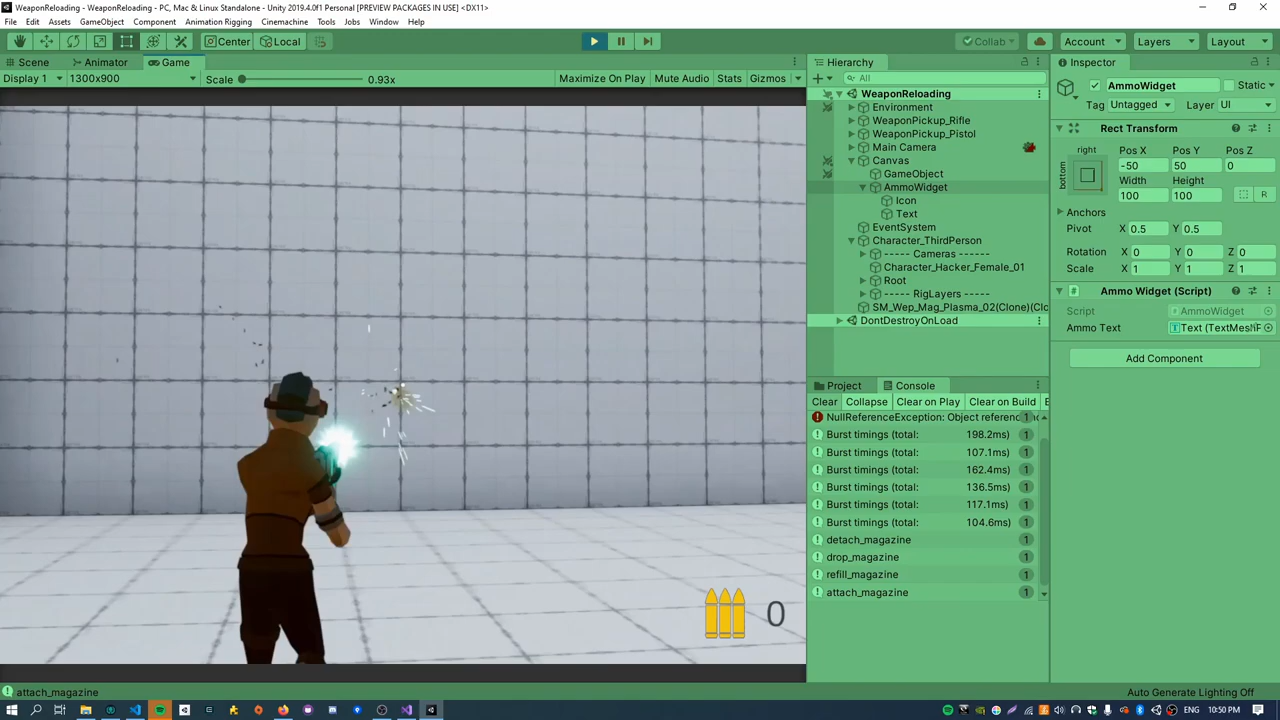 WeaponReloading - WeaponReloading - PC, Mac & Linux Standalone - Unity 2019.4.0f1 Personal [PREVIEW PACKAGES IN USE] <DX11>
File Edit Assets GameObject Component Animation Rigging Cinemachine Tools Jobs Window Help
Center Local Collab Account Layers Layout
Scene Animator Game
Display 1 1300x900 Scale 0.93x Maximize On Play Mute Audio Stats Gizmos
0
Hierarchy
All
WeaponReloading
Environment
WeaponPickup_Rifle
WeaponPickup_Pistol
Main Camera
Canvas
GameObject
AmmoWidget
Icon
Text
EventSystem
Character_ThirdPerson
----- Cameras ------
Character_Hacker_Female_01
Root
----- RigLayers -----
SM_Wep_Mag_Plasma_02(Clone)(Clo
DontDestroyOnLoad
Project Console
Clear Collapse Clear on Play Clear on Build E
NullReferenceException: Object referenc 1
Burst timings (total: 198.2ms) 1
Burst timings (total: 107.1ms) 1
Burst timings (total: 162.4ms) 1
Burst timings (total: 136.5ms) 1
Burst timings (total: 117.1ms) 1
Burst timings (total: 104.6ms) 1
detach_magazine 1
drop_magazine 1
refill_magazine 1
attach_magazine 1
Inspector
AmmoWidget Static
Tag Untagged Layer UI
Rect Transform
right Pos X Pos Y Pos Z
bottom -50 50 0
Width Height
100 100 R
Anchors
Pivot X 0.5 Y 0.5
Rotation X 0 Y 0 Z 0
Scale X 1 Y 1 Z 1
Ammo Widget (Script)
Script AmmoWidget
Ammo Text Text (TextMesh
Add Component
attach_magazine Auto Generate Lighting Off
ENG 10:50 PM